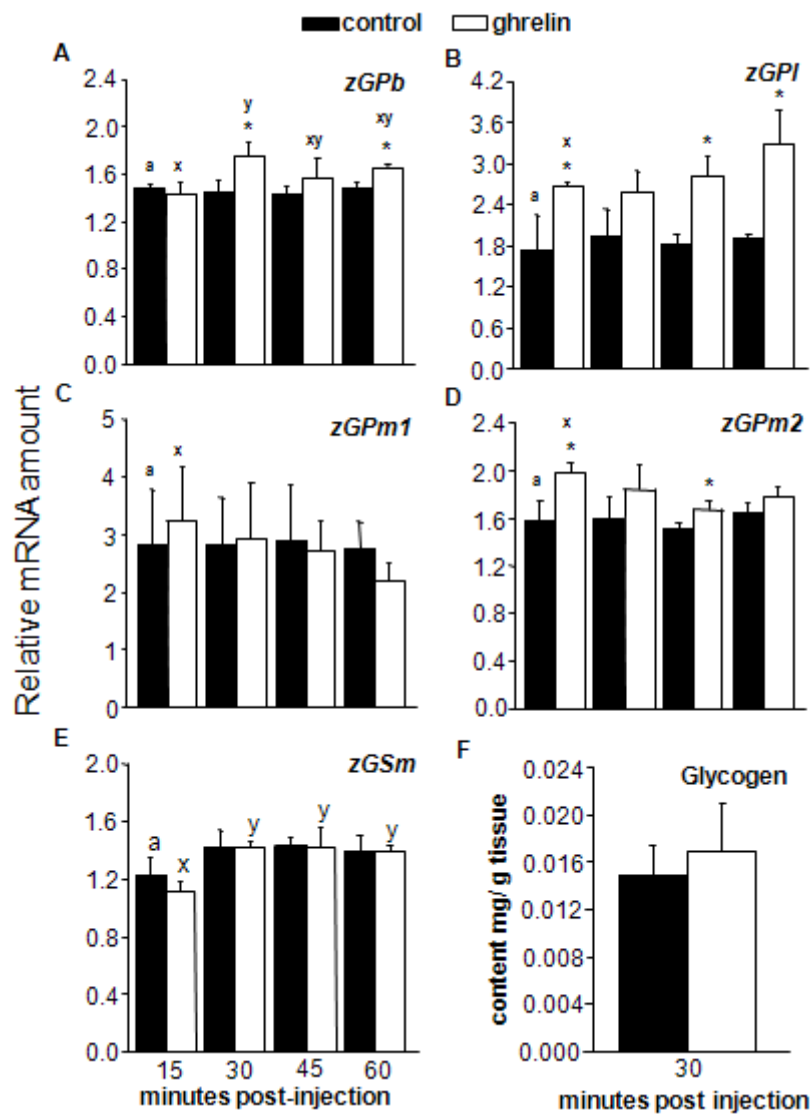 control ghrelin
A
zGPb
2.4
2.0
1.6
1.2
0.8
0.4
0.0
a x y * xy xy *
B
zGPl
4.2
3.6
3.0
2.4
1.8
1.2
0.6
0.0
a x * * *
Relative mRNA amount
C
zGPm1
5
4
3
2
1
0
a x
D
zGPm2
2.4
2.0
1.6
1.2
0.8
0.4
0.0
a x * *
E
zGSm
2.0
1.6
1.2
0.8
0.4
0.0
a x y y y
15 30 45 60
minutes post-injection
F
Glycogen
content mg/ g tissue
0.024
0.020
0.016
0.012
0.008
0.004
0.000
30
minutes post injection